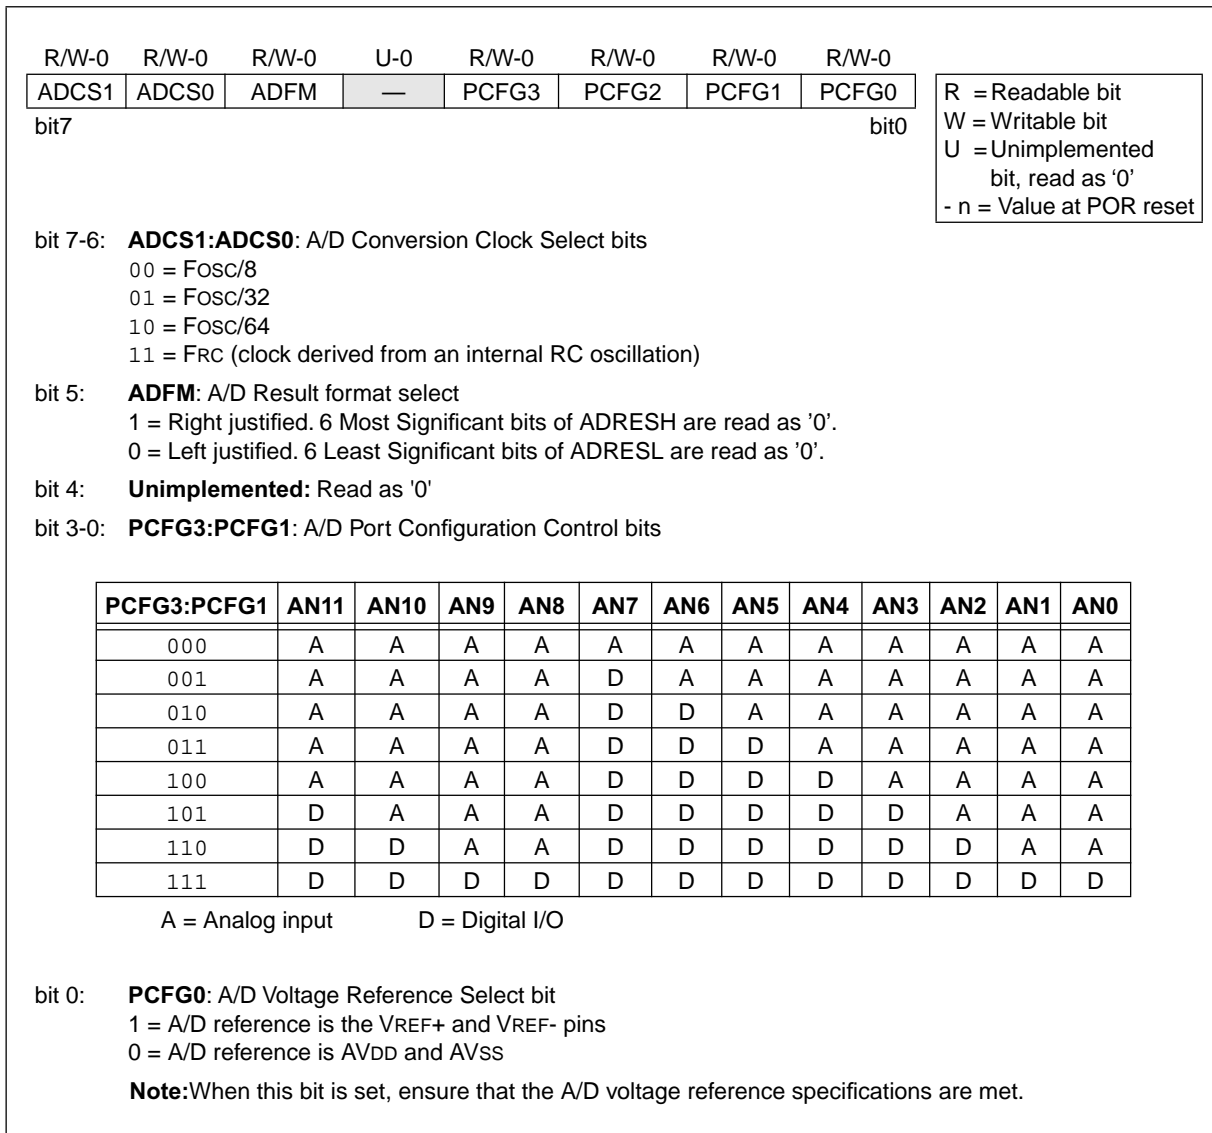 R/W-0 R/W-0 R/W-0 U-0 R/W-0 R/W-0 R/W-0 R/W-0
ADCS1 ADCS0 ADFM — PCFG3 PCFG2 PCFG1 PCFG0
bit7 bit0
R = Readable bit
W = Writable bit
U = Unimplemented
bit, read as ‘0’
- n = Value at POR reset
bit 7-6: ADCS1:ADCS0: A/D Conversion Clock Select bits
00 = FOSC/8
01 = FOSC/32
10 = FOSC/64
11 = FRC (clock derived from an internal RC oscillation)
bit 5: ADFM: A/D Result format select
1 = Right justified. 6 Most Significant bits of ADRESH are read as ’0’.
0 = Left justified. 6 Least Significant bits of ADRESL are read as ’0’.
bit 4: Unimplemented: Read as '0'
bit 3-0: PCFG3:PCFG1: A/D Port Configuration Control bits
PCFG3:PCFG1 AN11 AN10 AN9 AN8 AN7 AN6 AN5 AN4 AN3 AN2 AN1 AN0
000 A A A A A A A A A A A A
001 A A A A D A A A A A A A
010 A A A A D D A A A A A A
011 A A A A D D D A A A A A
100 A A A A D D D D A A A A
101 D A A A D D D D D A A A
110 D D A A D D D D D D A A
111 D D D D D D D D D D D D
A = Analog input D = Digital I/O
bit 0: PCFG0: A/D Voltage Reference Select bit
1 = A/D reference is the VREF+ and VREF- pins
0 = A/D reference is AVDD and AVSS
Note:When this bit is set, ensure that the A/D voltage reference specifications are met.